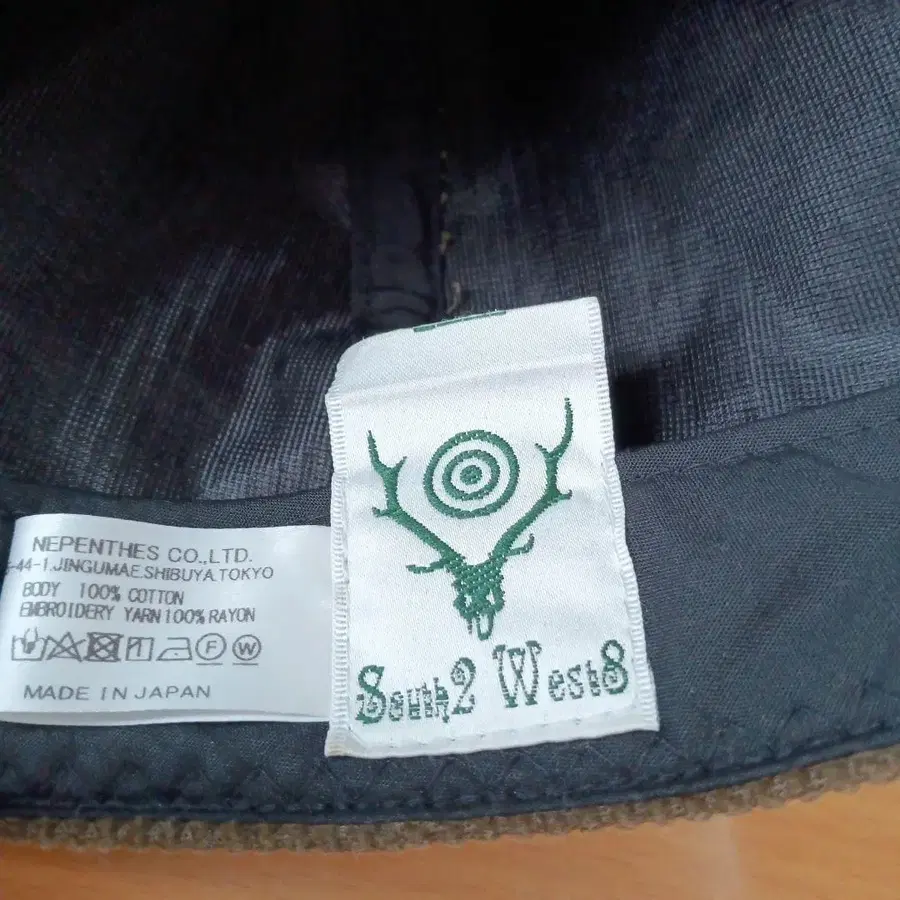 NEPENTHES CO.,LTD.
-44-1.JINGUMAE.SHIBUYA.TOKYO
BODY 100% COTTON
EMBROIDERY YARN 100% RAYON
F W
MADE IN JAPAN
South2 West8